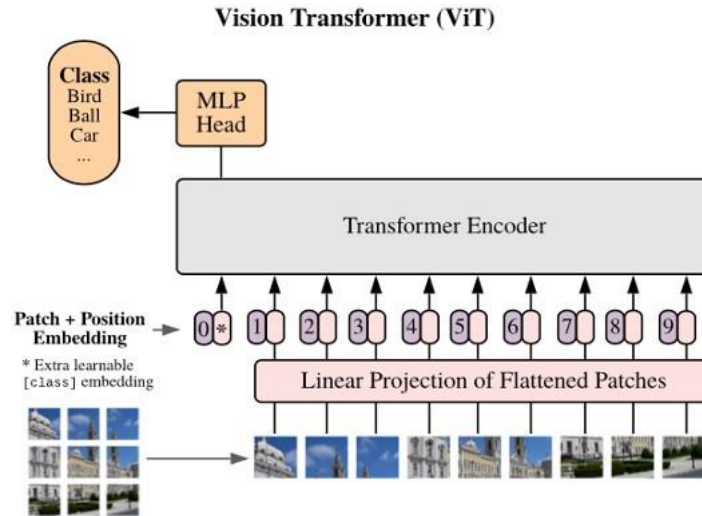 Vision Transformer (ViT)
Class
Bird
Ball
Car
...
MLP
Head
Transformer Encoder
Patch + Position
Embedding
0 * 1 2 3 4 5 6 7 8 9
* Extra learnable
[class] embedding
Linear Projection of Flattened Patches